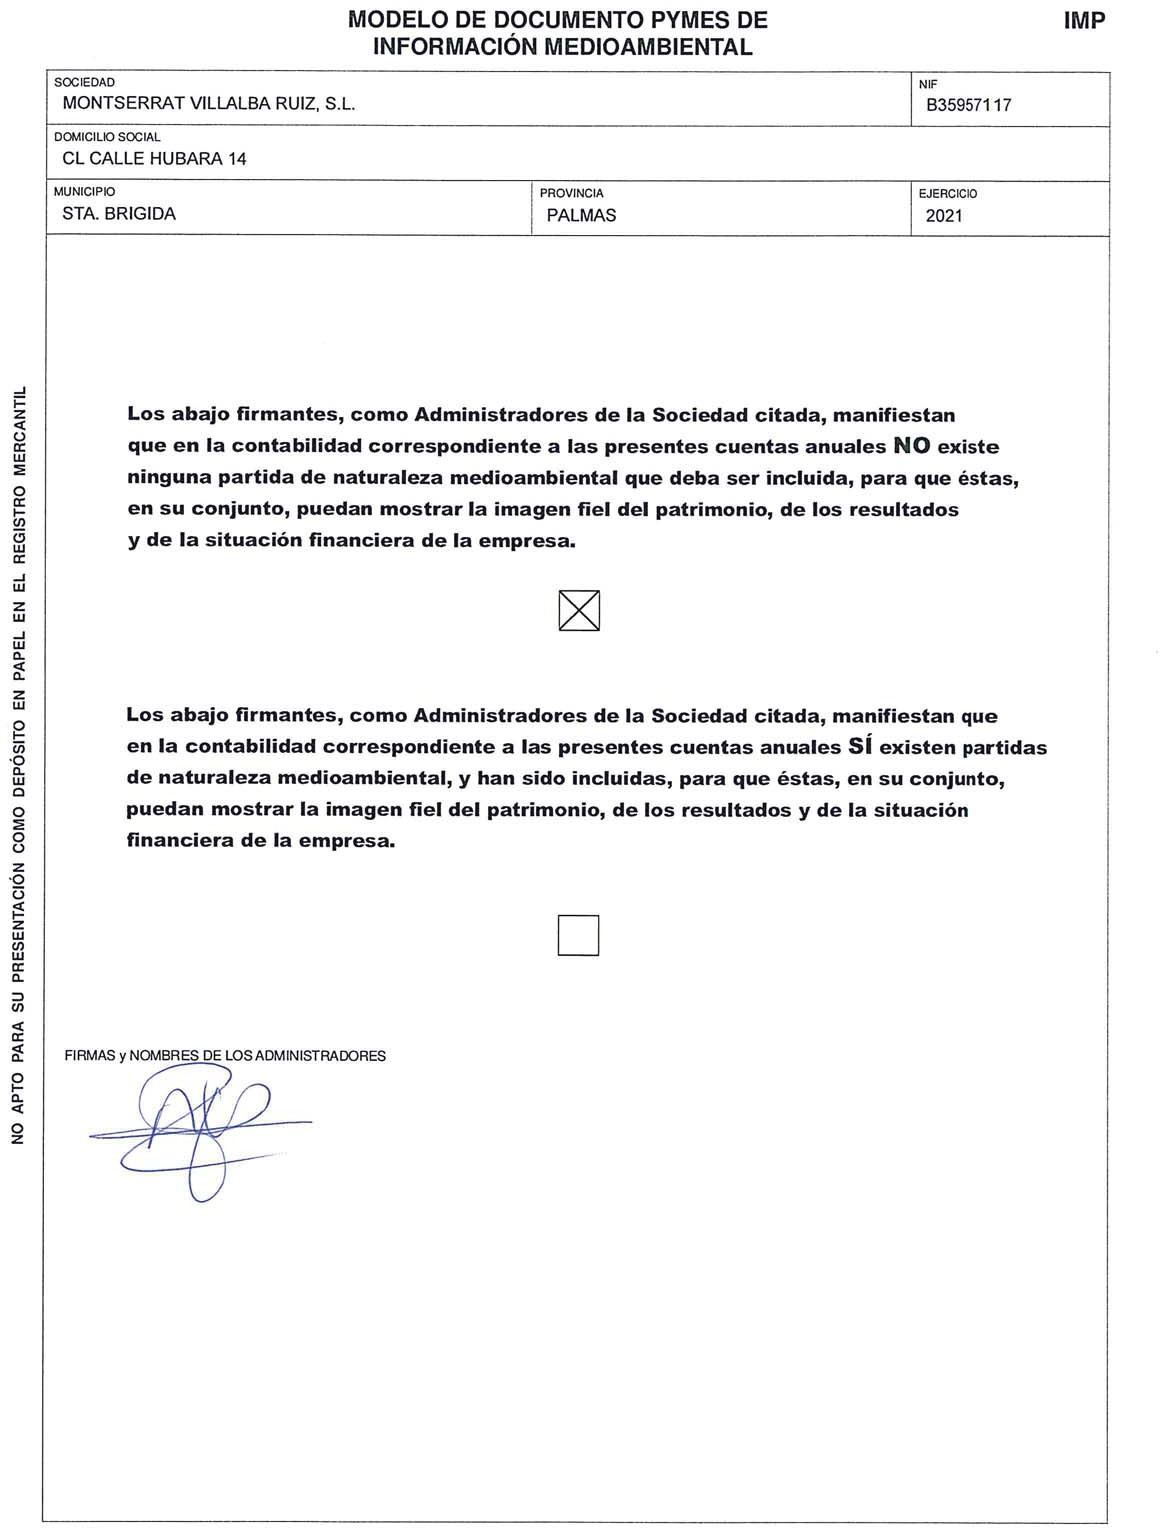 MODELO DE DOCUMENTO PYMES DE
INFORMACIÓN MEDIOAMBIENTAL
IMP
SOCIEDAD
MONTSERRAT VILLALBA RUIZ, S.L.
NIF
B35957117
DOMICILIO SOCIAL
CL CALLE HUBARA 14
MUNICIPIO
STA. BRIGIDA
PROVINCIA
PALMAS
EJERCICIO
2021
Los abajo firmantes, como Administradores de la Sociedad citada, manifiestan
que en la contabilidad correspondiente a las presentes cuentas anuales NO existe
ninguna partida de naturaleza medioambiental que deba ser incluida, para que éstas,
en su conjunto, puedan mostrar la imagen fiel del patrimonio, de los resultados
y de la situación financiera de la empresa.
Los abajo firmantes, como Administradores de la Sociedad citada, manifiestan que
en la contabilidad correspondiente a las presentes cuentas anuales SÍ existen partidas
de naturaleza medioambiental, y han sido incluidas, para que éstas, en su conjunto,
puedan mostrar la imagen fiel del patrimonio, de los resultados y de la situación
financiera de la empresa.
FIRMAS y NOMBRES DE LOS ADMINISTRADORES
NO APTO PARA SU PRESENTACIÓN COMO DEPÓSITO EN PAPEL EN EL REGISTRO MERCANTIL